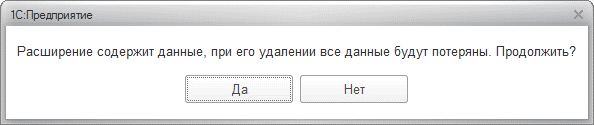 1С:Предприятие
Расширение содержит данные, при его удалении все данные будут потеряны. Продолжить?
Да Нет